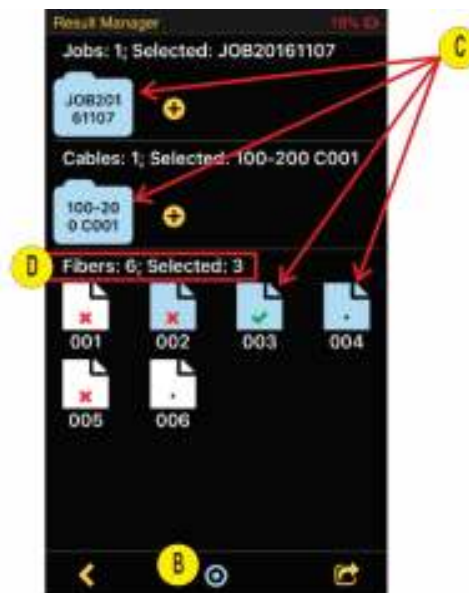 Result Manager
Jobs: 1; Selected: JOB20161107
C
JOB201
61107
Cables: 1; Selected: 100-200 C001
100-20
0 C001
D
Fibers: 6; Selected: 3
001 002 003 004
005 006
B